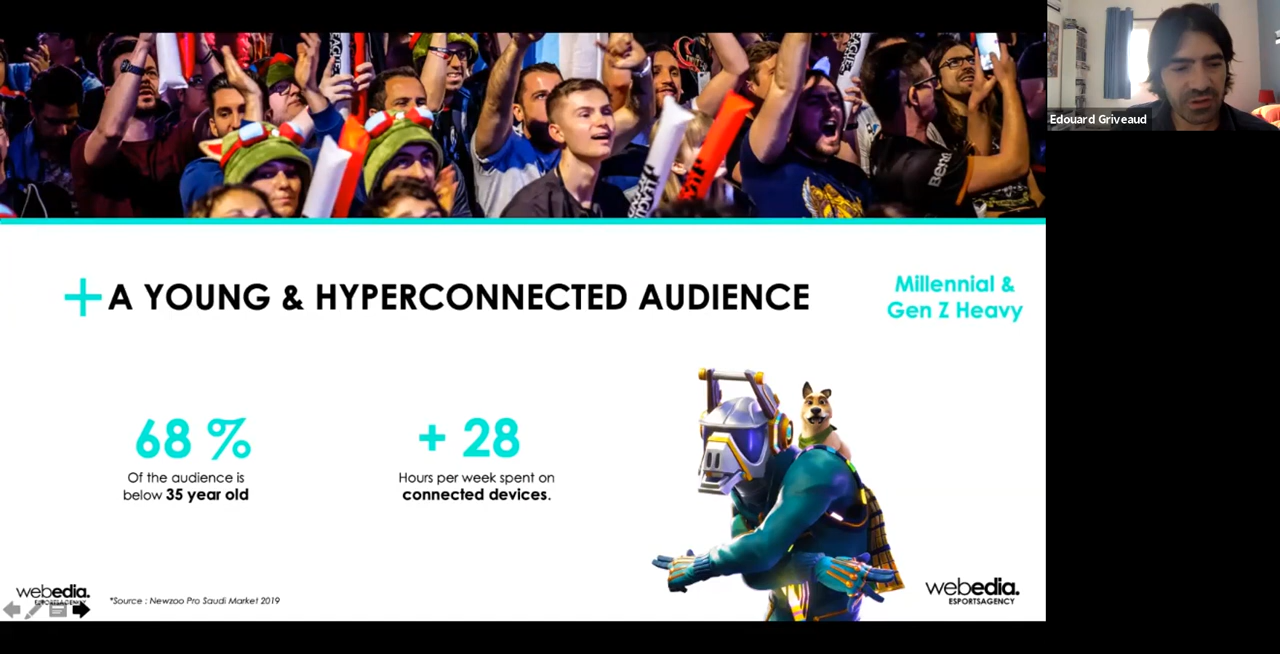 Edouard Griveaud
+ A YOUNG & HYPERCONNECTED AUDIENCE
Millennial &
Gen Z Heavy
68 %
Of the audience is
below 35 year old
+ 28
Hours per week spent on
connected devices.
webedia.
*Source : Newzoo Pro Saudi Market 2019
webedia.
ESPORTSAGENCY